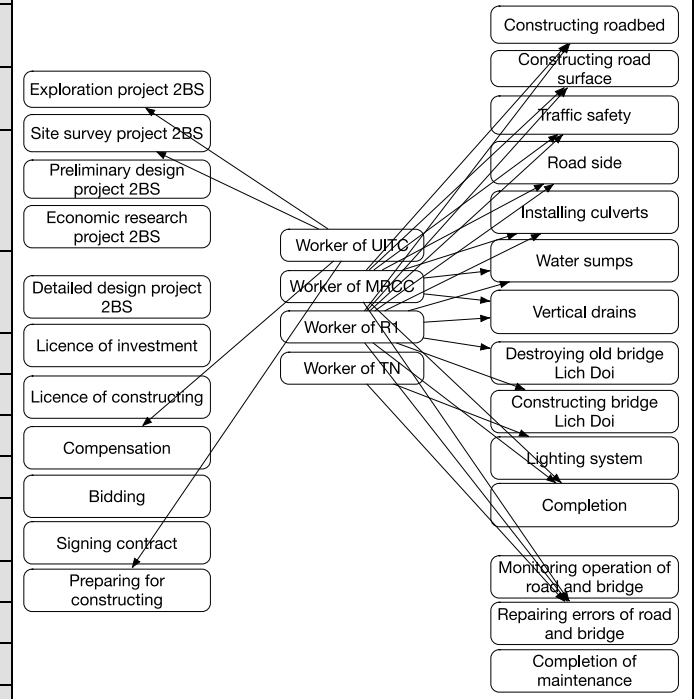 Exploration project 2BS
Site survey project 2BS
Preliminary design
project 2BS
Economic research
project 2BS
Detailed design project
2BS
Licence of investment
Licence of constructing
Compensation
Bidding
Signing contract
Preparing for
constructing
Worker of UITC
Worker of MRCC
Worker of R1
Worker of TN
Constructing roadbed
Constructing road
surface
Traffic safety
Road side
Installing culverts
Water sumps
Vertical drains
Destroying old bridge
Lich Doi
Constructing bridge
Lich Doi
Lighting system
Completion
Monitoring operation of
road and bridge
Repairing errors of road
and bridge
Completion of
maintenance